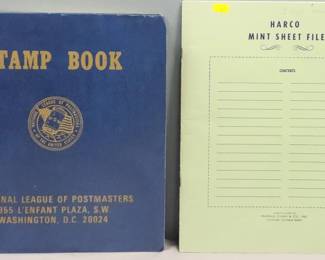 TAMP BOOK
NAL LEAGUE OF POSTMASTERS
955 L'ENFANT PLAZA, S.W.
WASHINGTON, D.C. 20024
HARCO
MINT SHEET FILE
CONTENTS